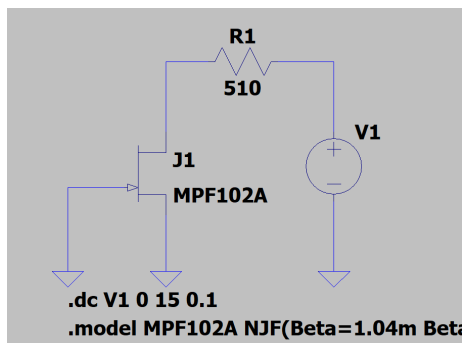 R1
510
V1
J1
MPF102A
.dc V1 0 15 0.1
.model MPF102A NJF(Beta=1.04m Beta